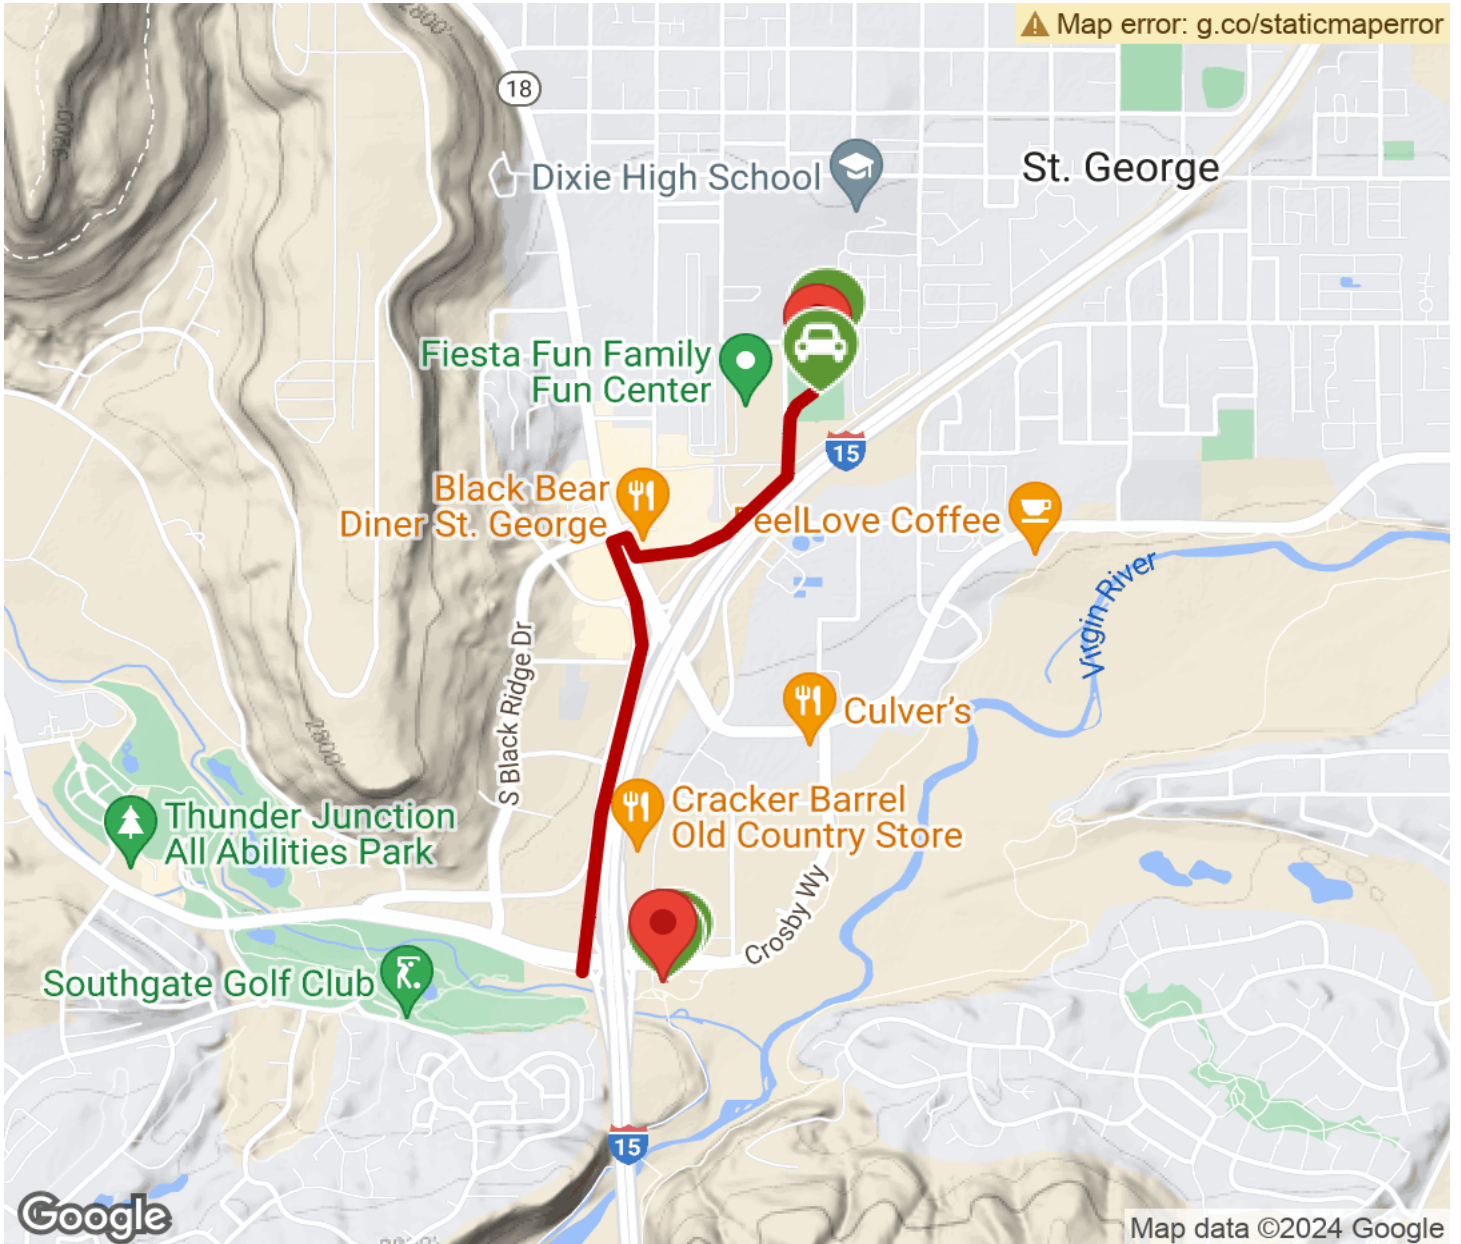 Map error: g.co/staticmaperror
2800'
18
3200'
Dixie High School
St. George
Fiesta Fun Family
Fun Center
15
Black Bear
Diner St. George
eelLove Coffee
Virgin River
S Black Ridge Dr
Culver's
2800'
Cracker Barrel
Old Country Store
Thunder Junction
All Abilities Park
Crosby Wy
Southgate Golf Club
15
Google
Map data ©2024 Google